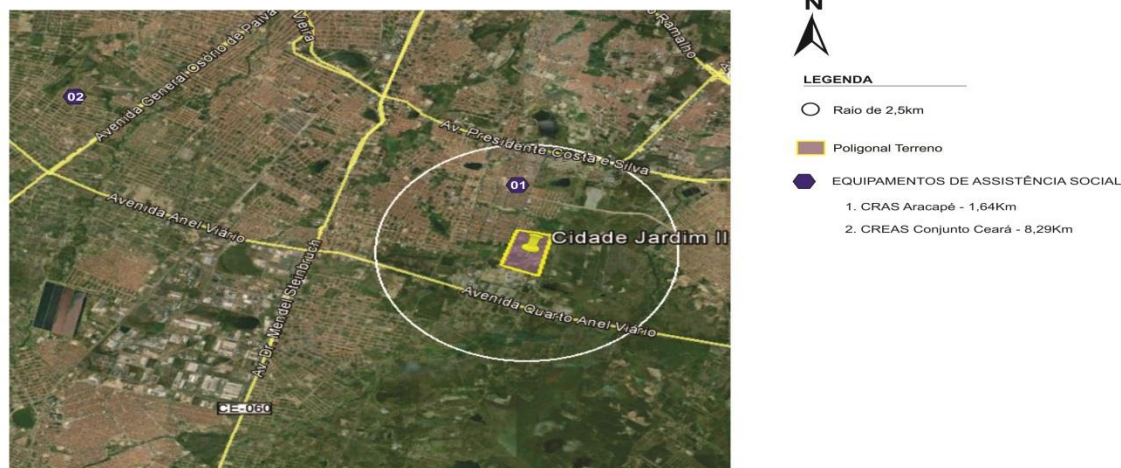 N
Avenida General Osório de Paiva
Vieira
Ramalho
02
Av. Presidente Costa e Silva
01
Avenida Anel Viário
Cidade Jardim II
Av. Dr. Mendel Steinbruch
Avenida Quarto Anel Viário
CE-060
LEGENDA
Raio de 2,5km
Poligonal Terreno
EQUIPAMENTOS DE ASSISTÊNCIA SOCIAL
1. CRAS Aracapé - 1,64Km
2. CREAS Conjunto Ceará - 8,29Km